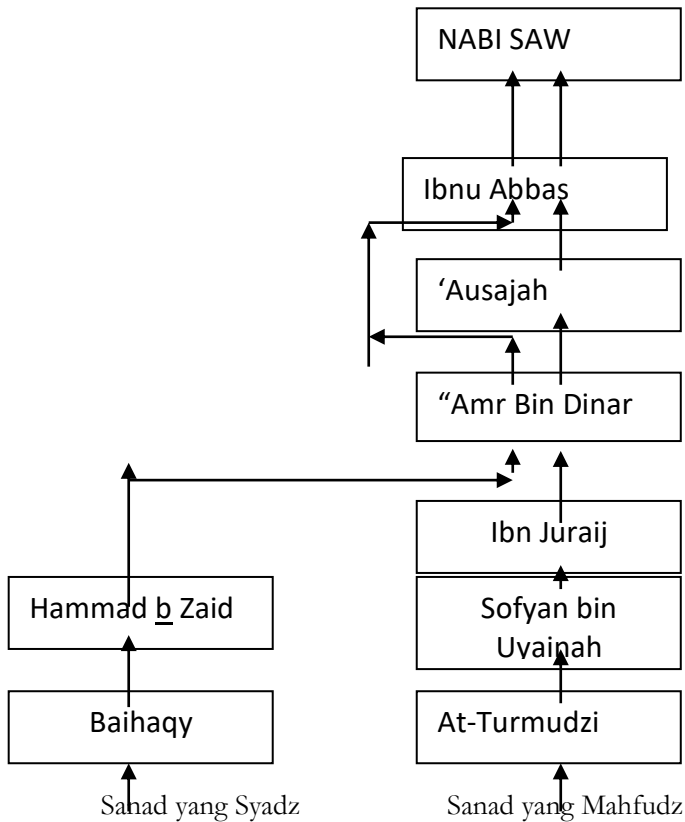 NABI SAW
Ibnu Abbas
‘Ausajah
“Amr Bin Dinar
Ibn Juraij
Hammad b Zaid
Sofyan bin
Uyainah
Baihaqy
At-Turmudzi
Sanad yang Syadz
Sanad yang Mahfudz